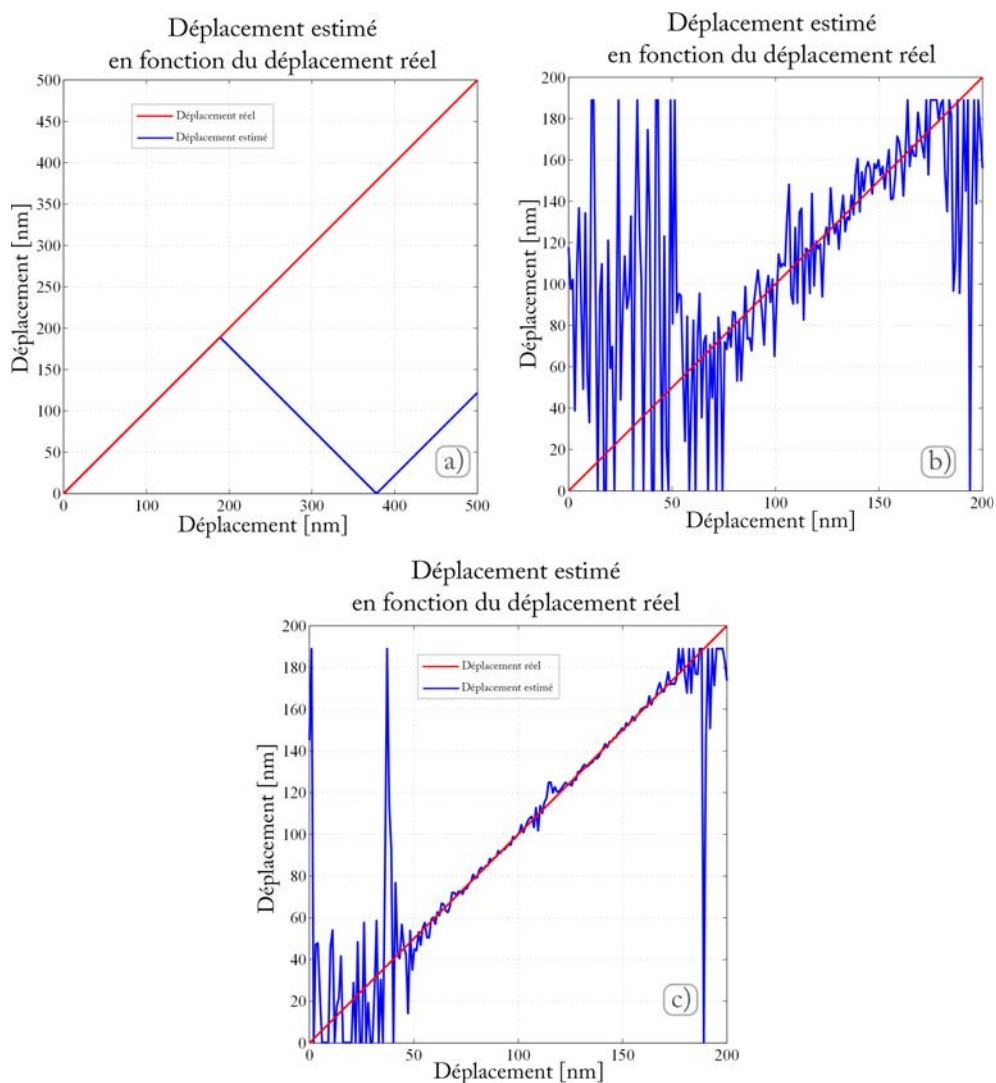 Déplacement estimé
en fonction du déplacement réel
500
450
400
350
300
250
200
150
100
50
0
Déplacement [nm]
Déplacement réel
Déplacement estimé
a)
0
100
200
300
400
500
Déplacement [nm]
Déplacement estimé
en fonction du déplacement réel
200
180
160
140
120
100
80
60
40
20
0
Déplacement [nm]
b)
0
50
100
150
200
Déplacement [nm]
Déplacement estimé
en fonction du déplacement réel
200
180
160
140
120
100
80
60
40
20
0
Déplacement [nm]
Déplacement réel
Déplacement estimé
c)
0
50
100
150
200
Déplacement [nm]